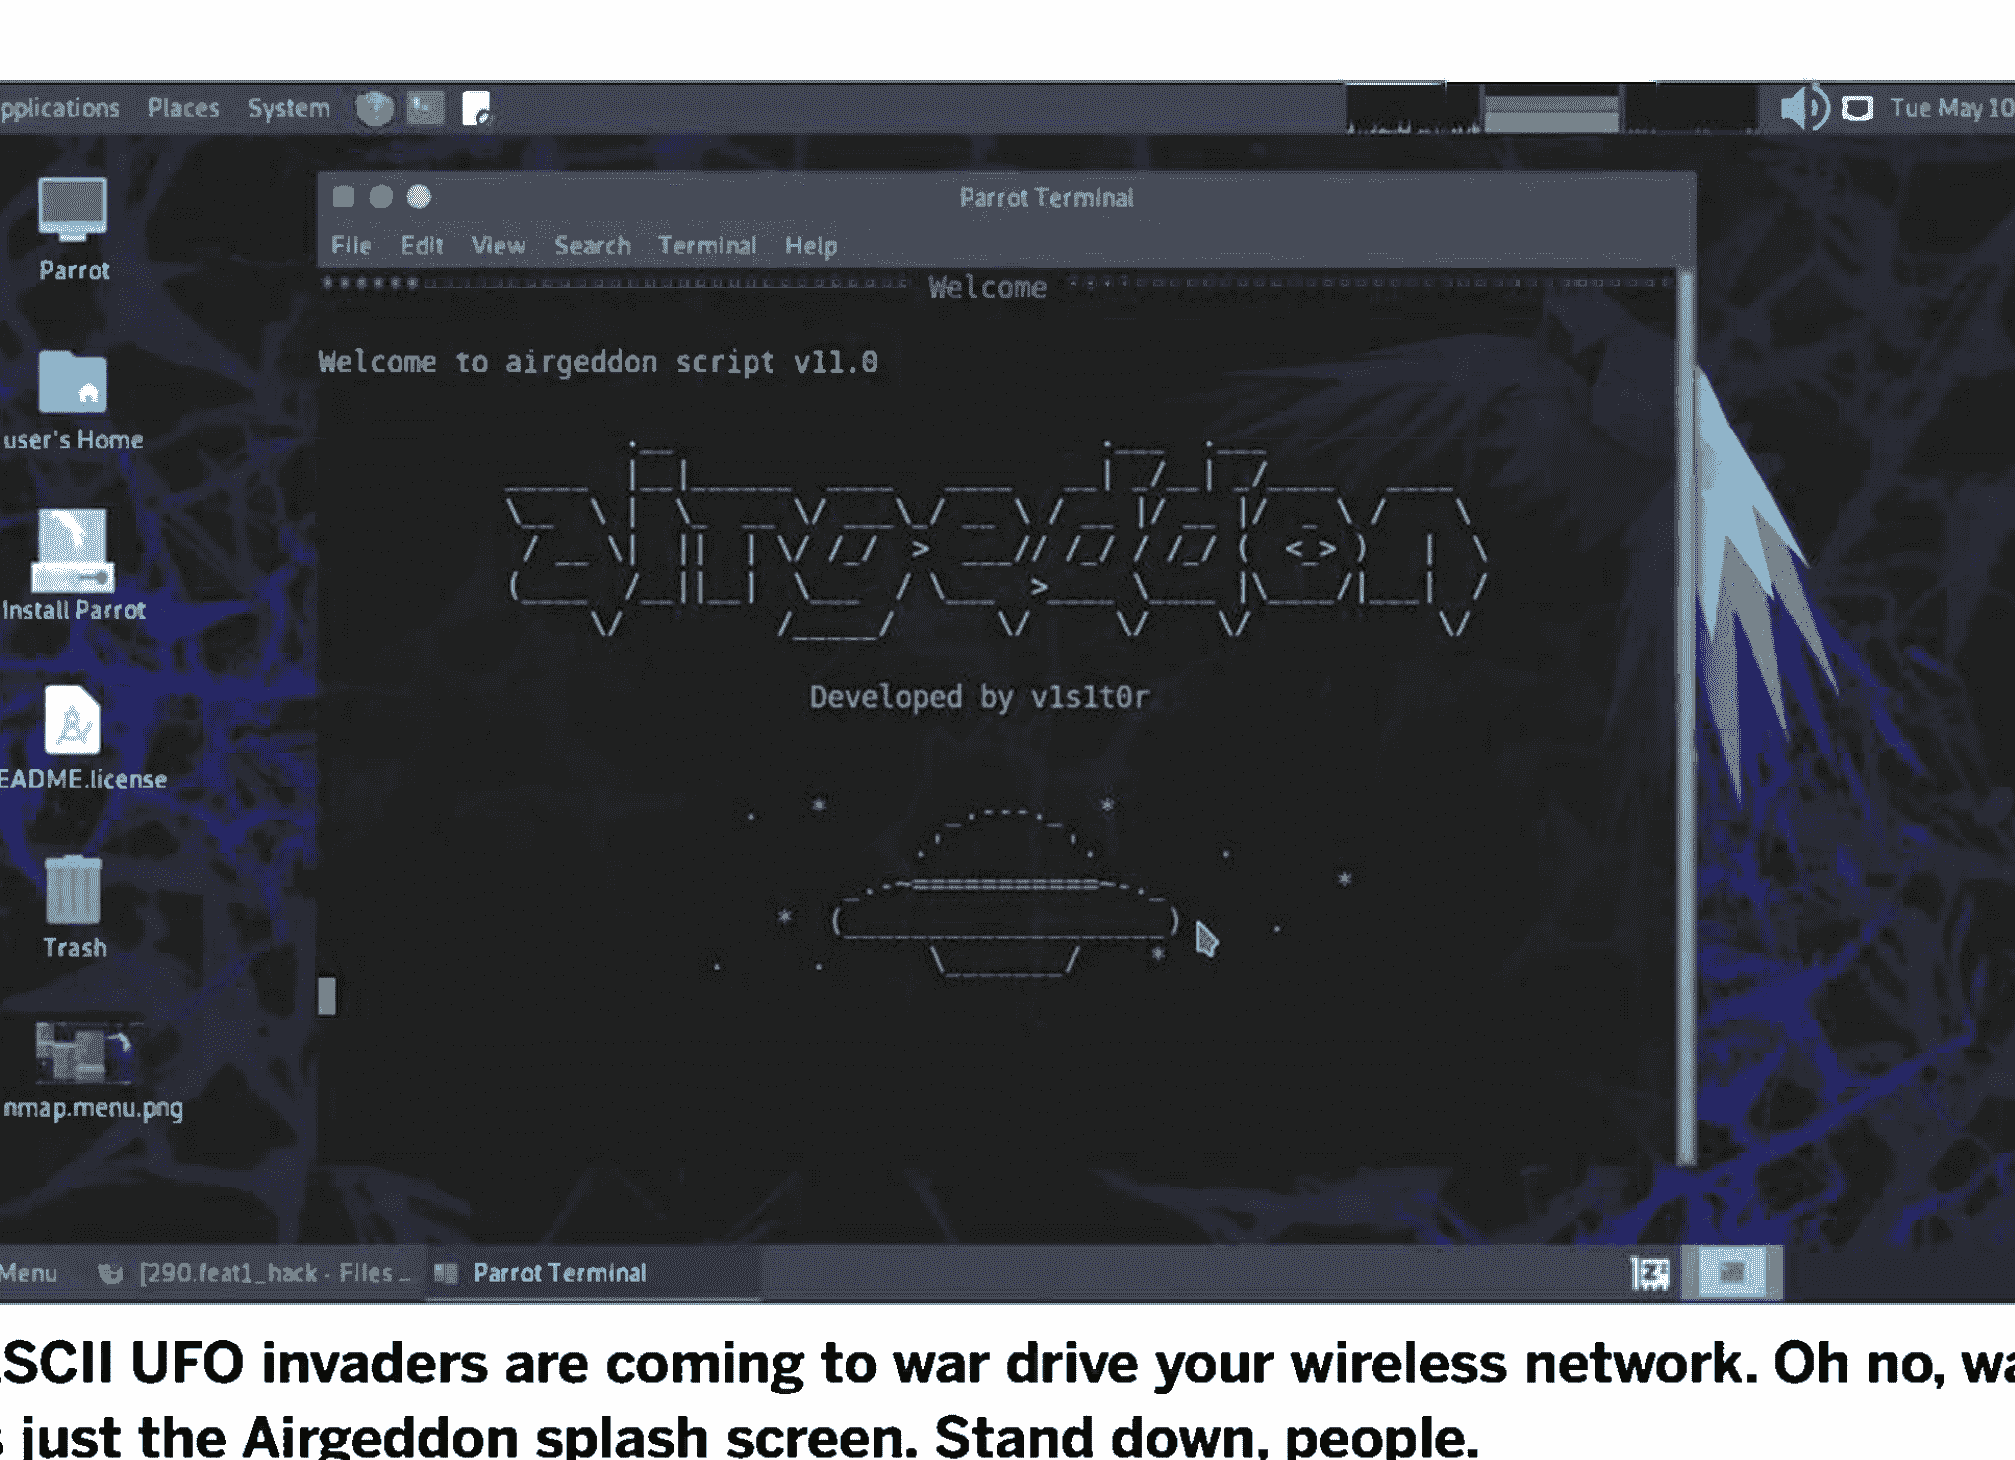 pplications Places System Tue May 10
Parrot Terminal
File Edit View Search Terminal Help
Welcome
Welcome to airgeddon script v11.0
airgeddon
Developed by v1s1t0r
Parrot
user's Home
Install Parrot
EADME.license
Trash
nmap.menu.png
Menu [290.feat1_hack - Files _ Parrot Terminal
SCII UFO invaders are coming to war drive your wireless network. Oh no, wa
s just the Airgeddon splash screen. Stand down, people.